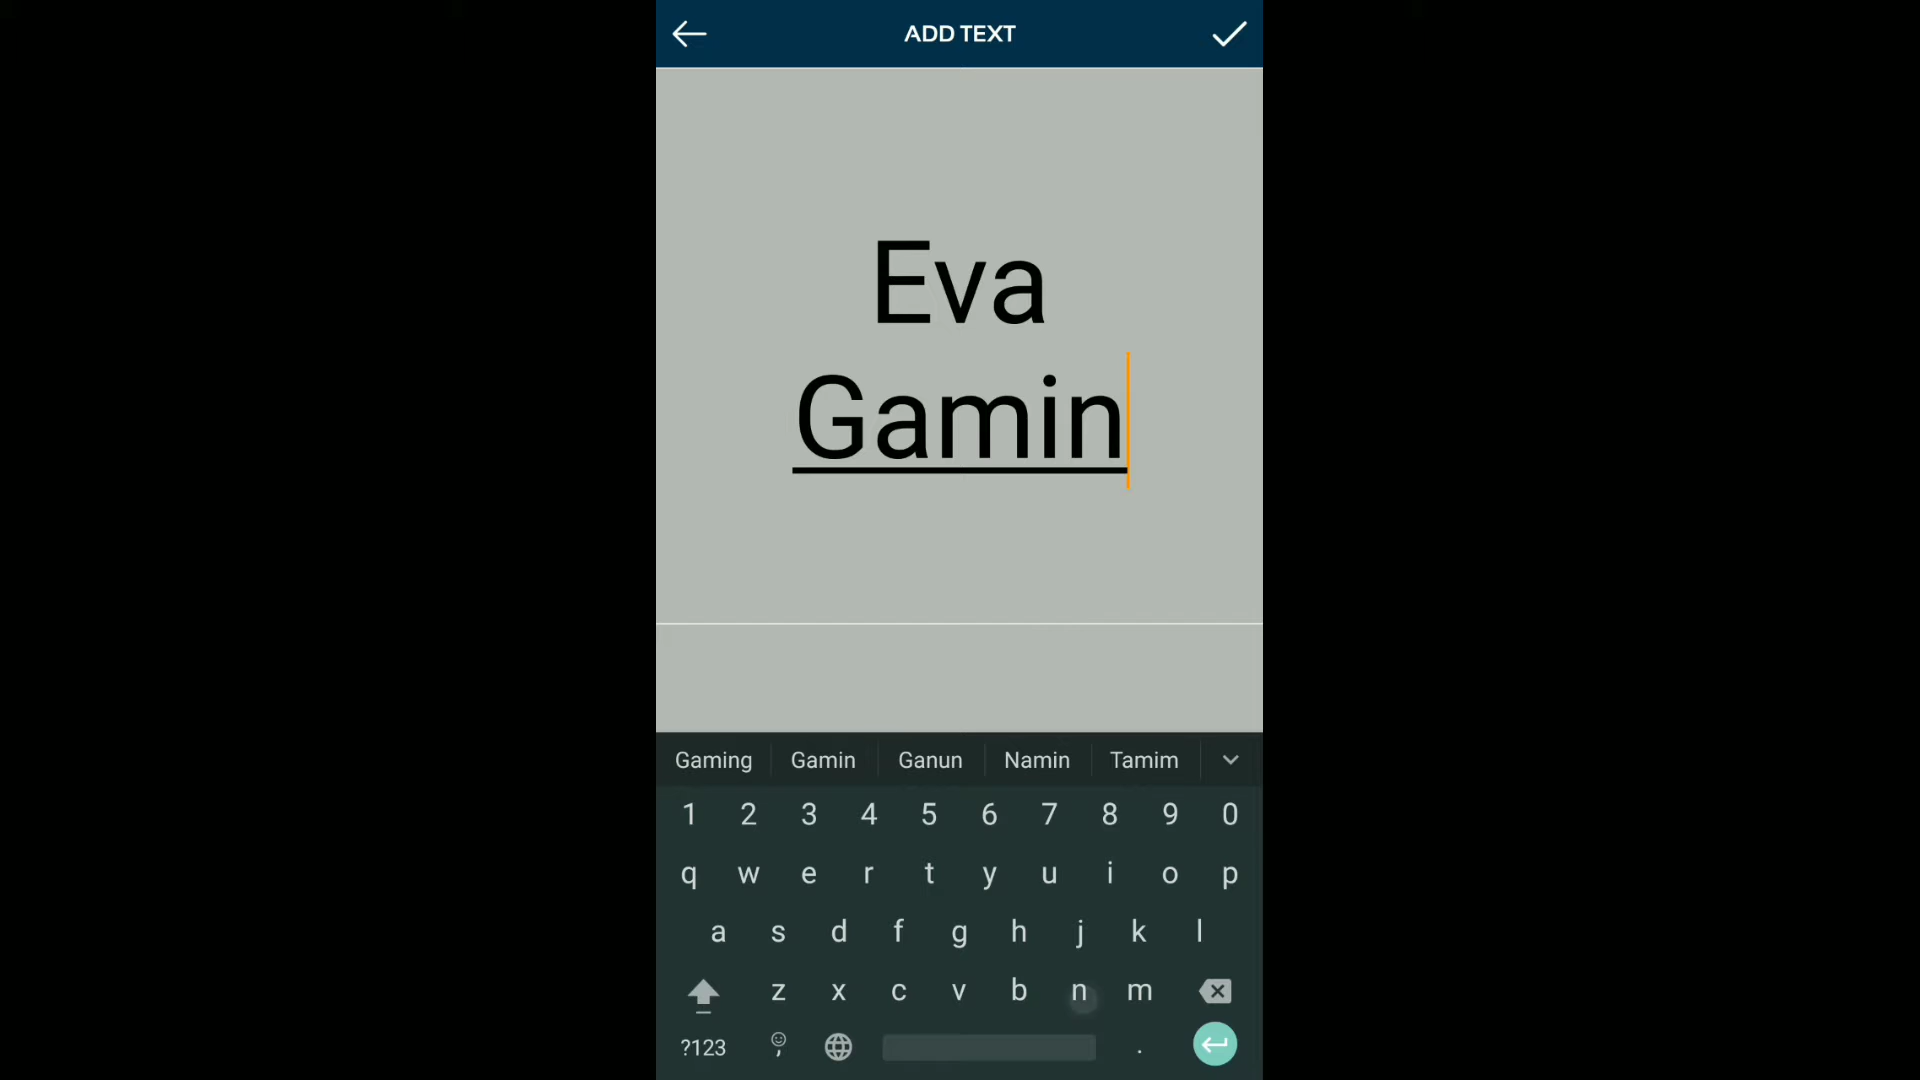 ADD TEXT
Eva
Gamin
Gaming Gamin Ganun Namin Tamim
1 2 3 4 5 6 7 8 9 0
q w e r t y u i o p
a s d f g h j k l
z x c v b n m
?123 , .